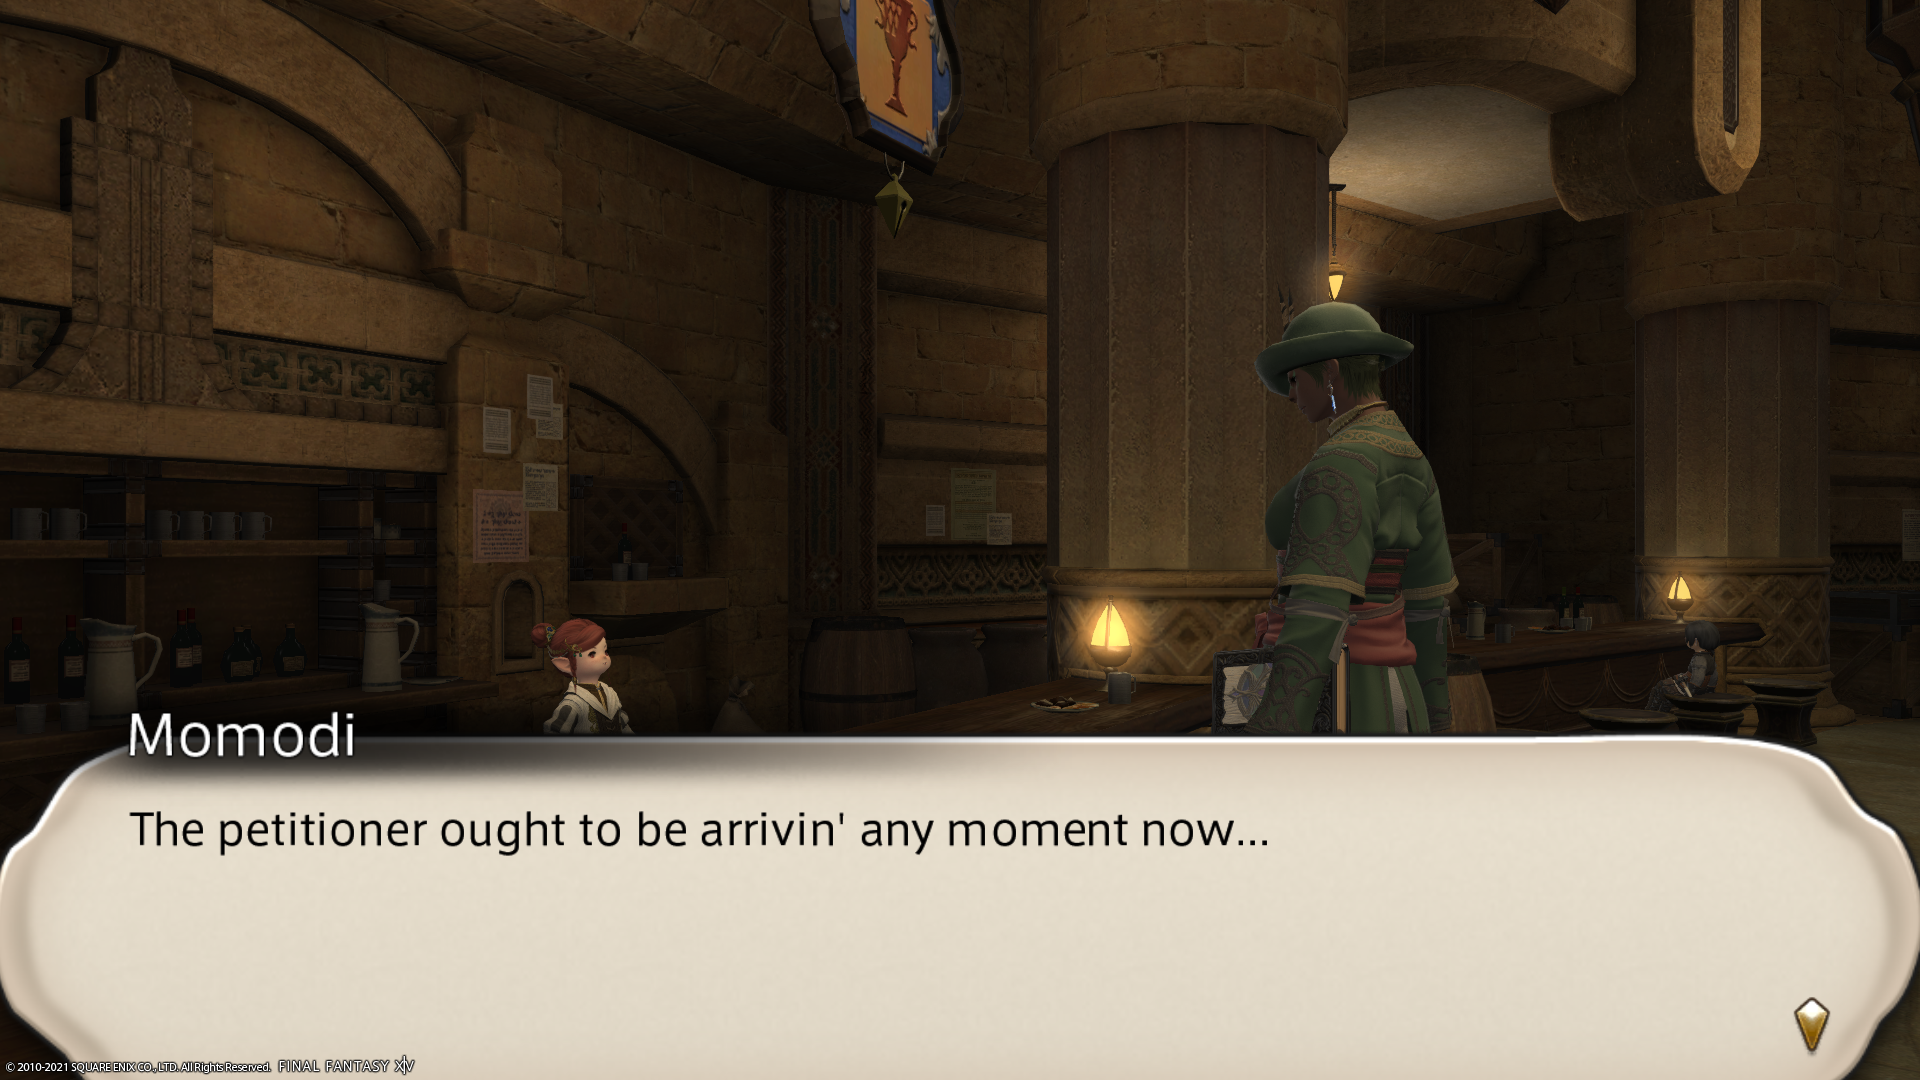 Momodi
The petitioner ought to be arrivin' any moment now...
© 2010-2021 SQUARE ENIX CO., LTD. All Rights Reserved. FINAL FANTASY XIV